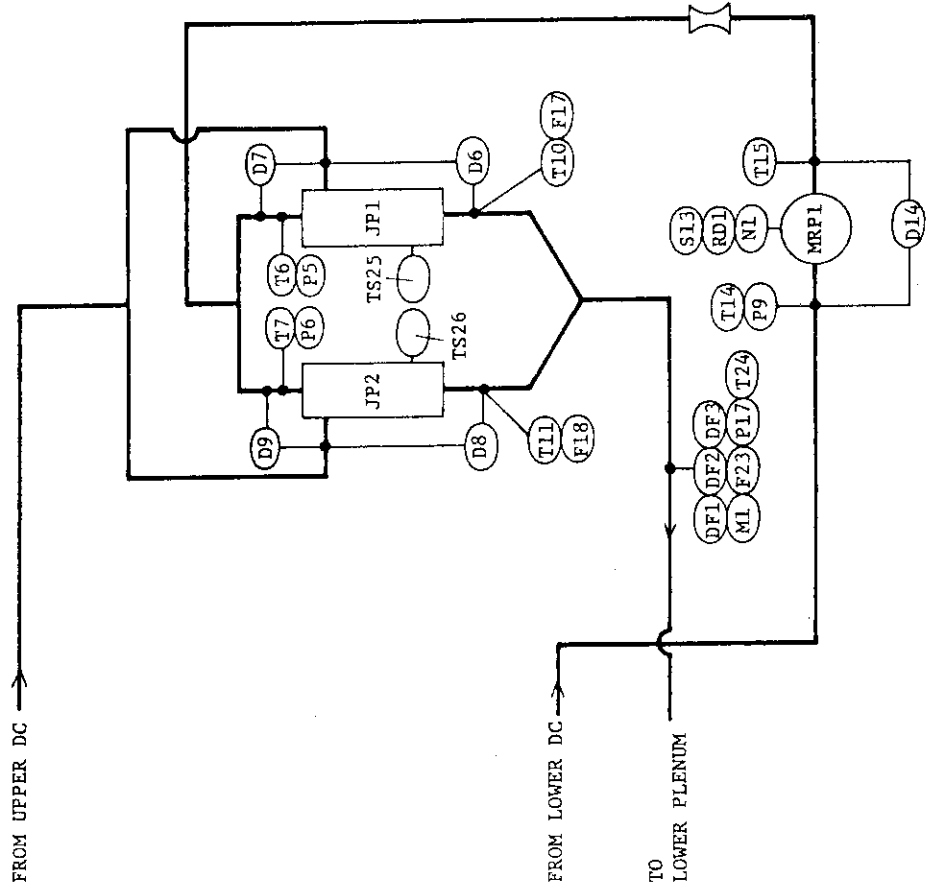 FROM UPPER DC
D9
D7
T7
P6
T6
P5
JP2
JP1
TS25
TS26
D8
D6
T11
F18
T10 F17
FROM LOWER DC
TO
LOWER PLENUM
DF1 DF2 DF3
M1 F23 P17 T24
T14
P9
S13
RD1
N1
T15
MRP1
D14